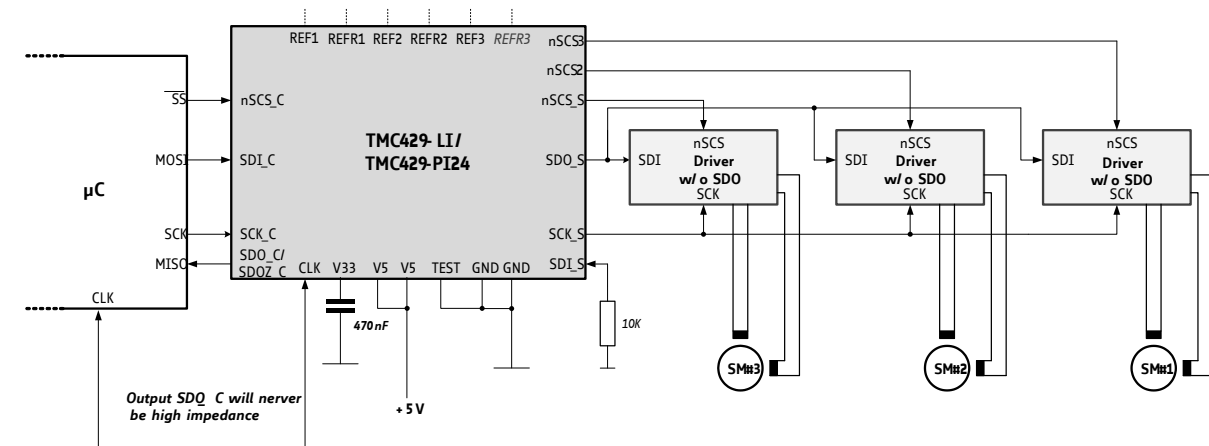 REF1 REFR1 REF2 REFR2 REF3 REFR3
nSCS3
nSCS2
SS nSCS_C nSCS_S
TMC429-LI/
TMC429-PI24
MOSI SDI_C SDO_S
µC
SCK SCK_C SCK_S
MISO SDO_C/
SDOZ_C
CLK V33 V5 V5 TEST GND GND SDI_S
CLK
470nF
10K
+5V
Output SDO_C will nerver
be high impedance
nSCS
SDI Driver
w/o SDO
SCK
nSCS
SDI Driver
w/o SDO
SCK
nSCS
SDI Driver
w/o SDO
SCK
SM#3 SM#2 SM#1